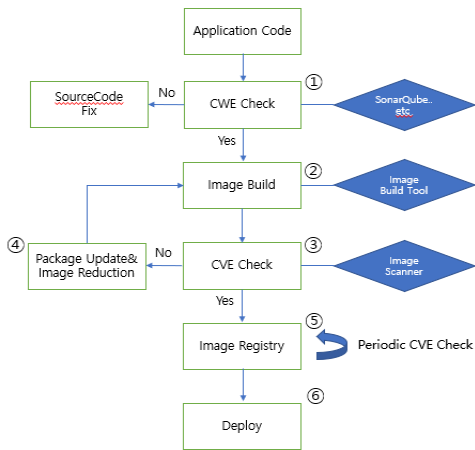 Application Code
①
No
SourceCode
Fix
CWE Check
SonarQube..
etc
Yes
②
Image Build
Image
Build Tool
④
③
Package Update&
Image Reduction
No
CVE Check
Image
Scanner
Yes
⑤
Image Registry
Periodic CVE Check
⑥
Deploy